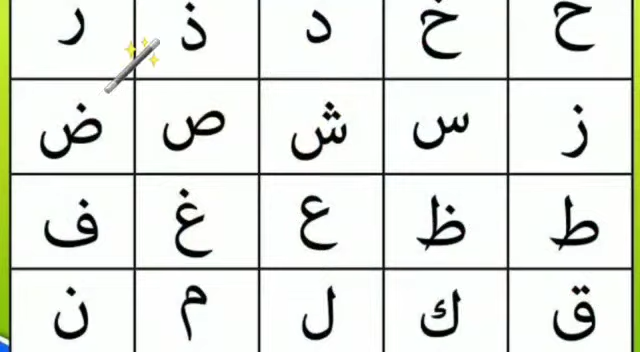 ح خ د ذ ر
ز س ش ص ض
ط ظ ع غ ف
ق ك ل م ن